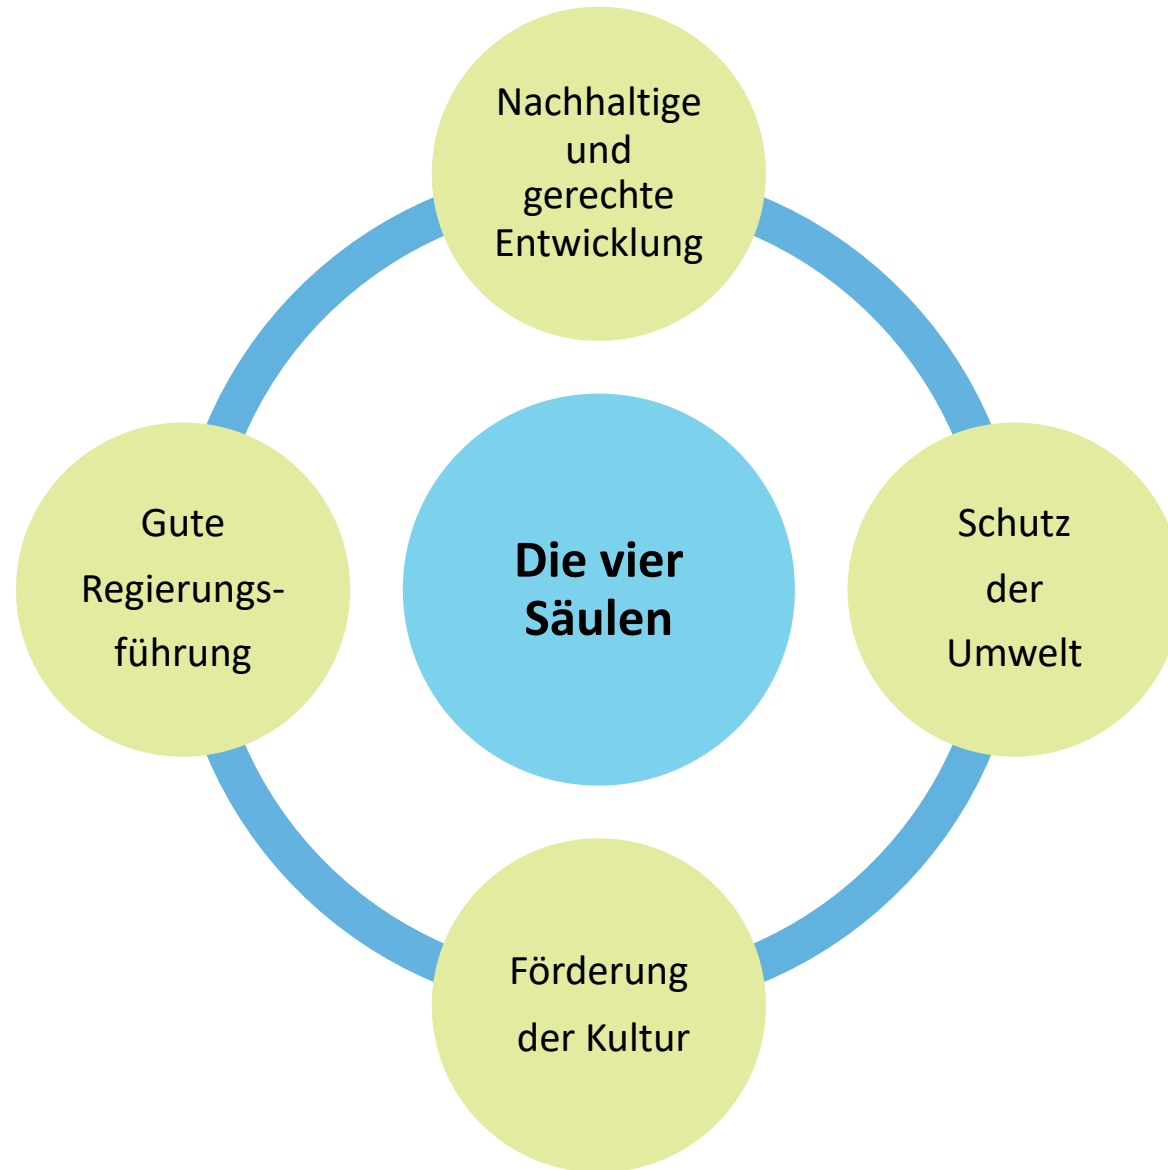 Nachhaltige
und
gerechte
Entwicklung
Gute
Regierungs-
führung
Die vier
Säulen
Schutz
der
Umwelt
Förderung
der Kultur